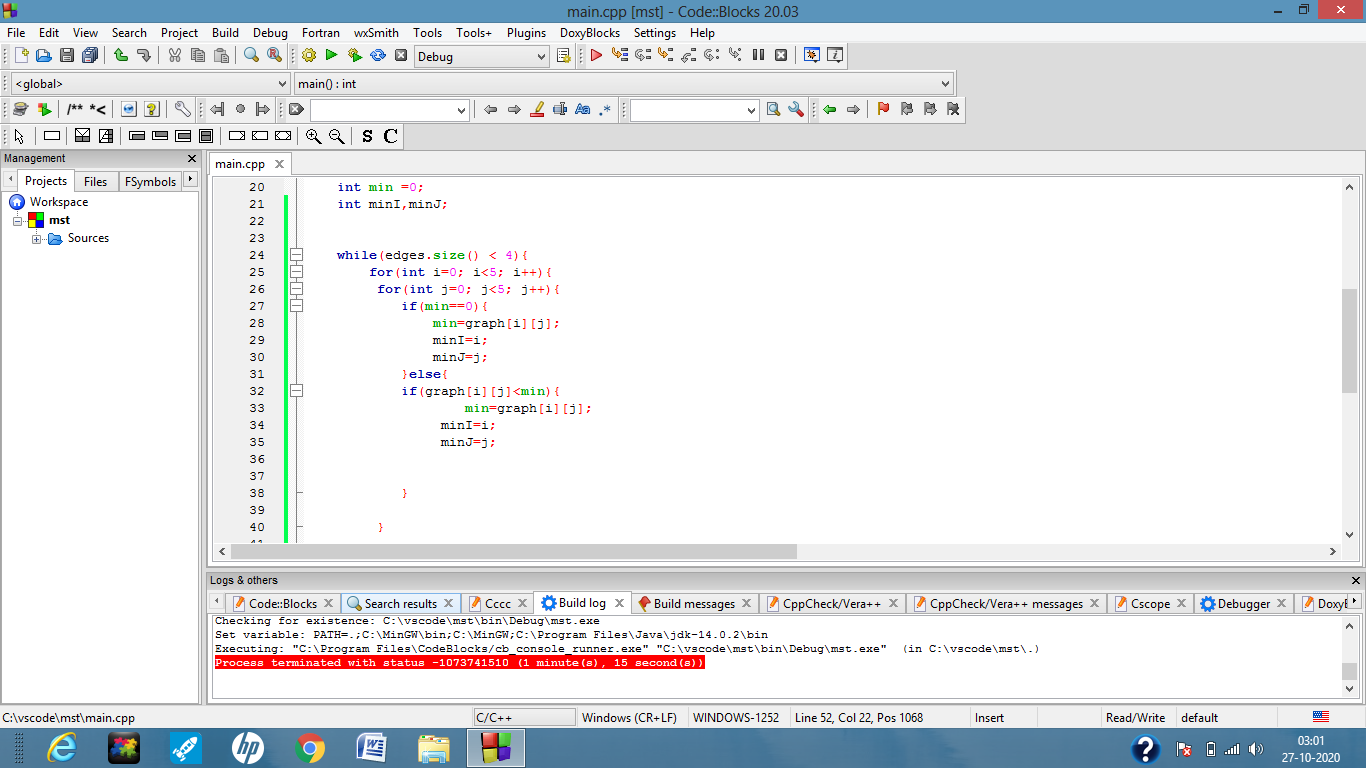 main.cpp [mst] - Code::Blocks 20.03
File Edit View Search Project Build Debug Fortran wxSmith Tools Tools+ Plugins DoxyBlocks Settings Help
Debug
<global> main() : int
/** *< Aa .*
S C
Management
main.cpp
Projects Files FSymbols
Workspace
mst
Sources
20 int min =0;
21 int minI,minJ;
22
23
24 while(edges.size() < 4){
25 for(int i=0; i<5; i++){
26 for(int j=0; j<5; j++){
27 if(min==0){
28 min=graph[i][j];
29 minI=i;
30 minJ=j;
31 }else{
32 if(graph[i][j]<min){
33 min=graph[i][j];
34 minI=i;
35 minJ=j;
36
37
38 }
39
40 }
41
Logs & others
Code::Blocks Search results Cccc Build log Build messages CppCheck/Vera++ CppCheck/Vera++ messages Cscope Debugger DoxyB
Checking for existence: C:\vscode\mst\bin\Debug\mst.exe
Set variable: PATH=.;C:\MinGW\bin;C:\MinGW;C:\Program Files\Java\jdk-14.0.2\bin
Executing: "C:\Program Files\CodeBlocks/cb_console_runner.exe" "C:\vscode\mst\bin\Debug\mst.exe" (in C:\vscode\mst\.)
Process terminated with status -1073741510 (1 minute(s), 15 second(s))
C:\vscode\mst\main.cpp C/C++ Windows (CR+LF) WINDOWS-1252 Line 52, Col 22, Pos 1068 Insert Read/Write default
hp
03:01
27-10-2020